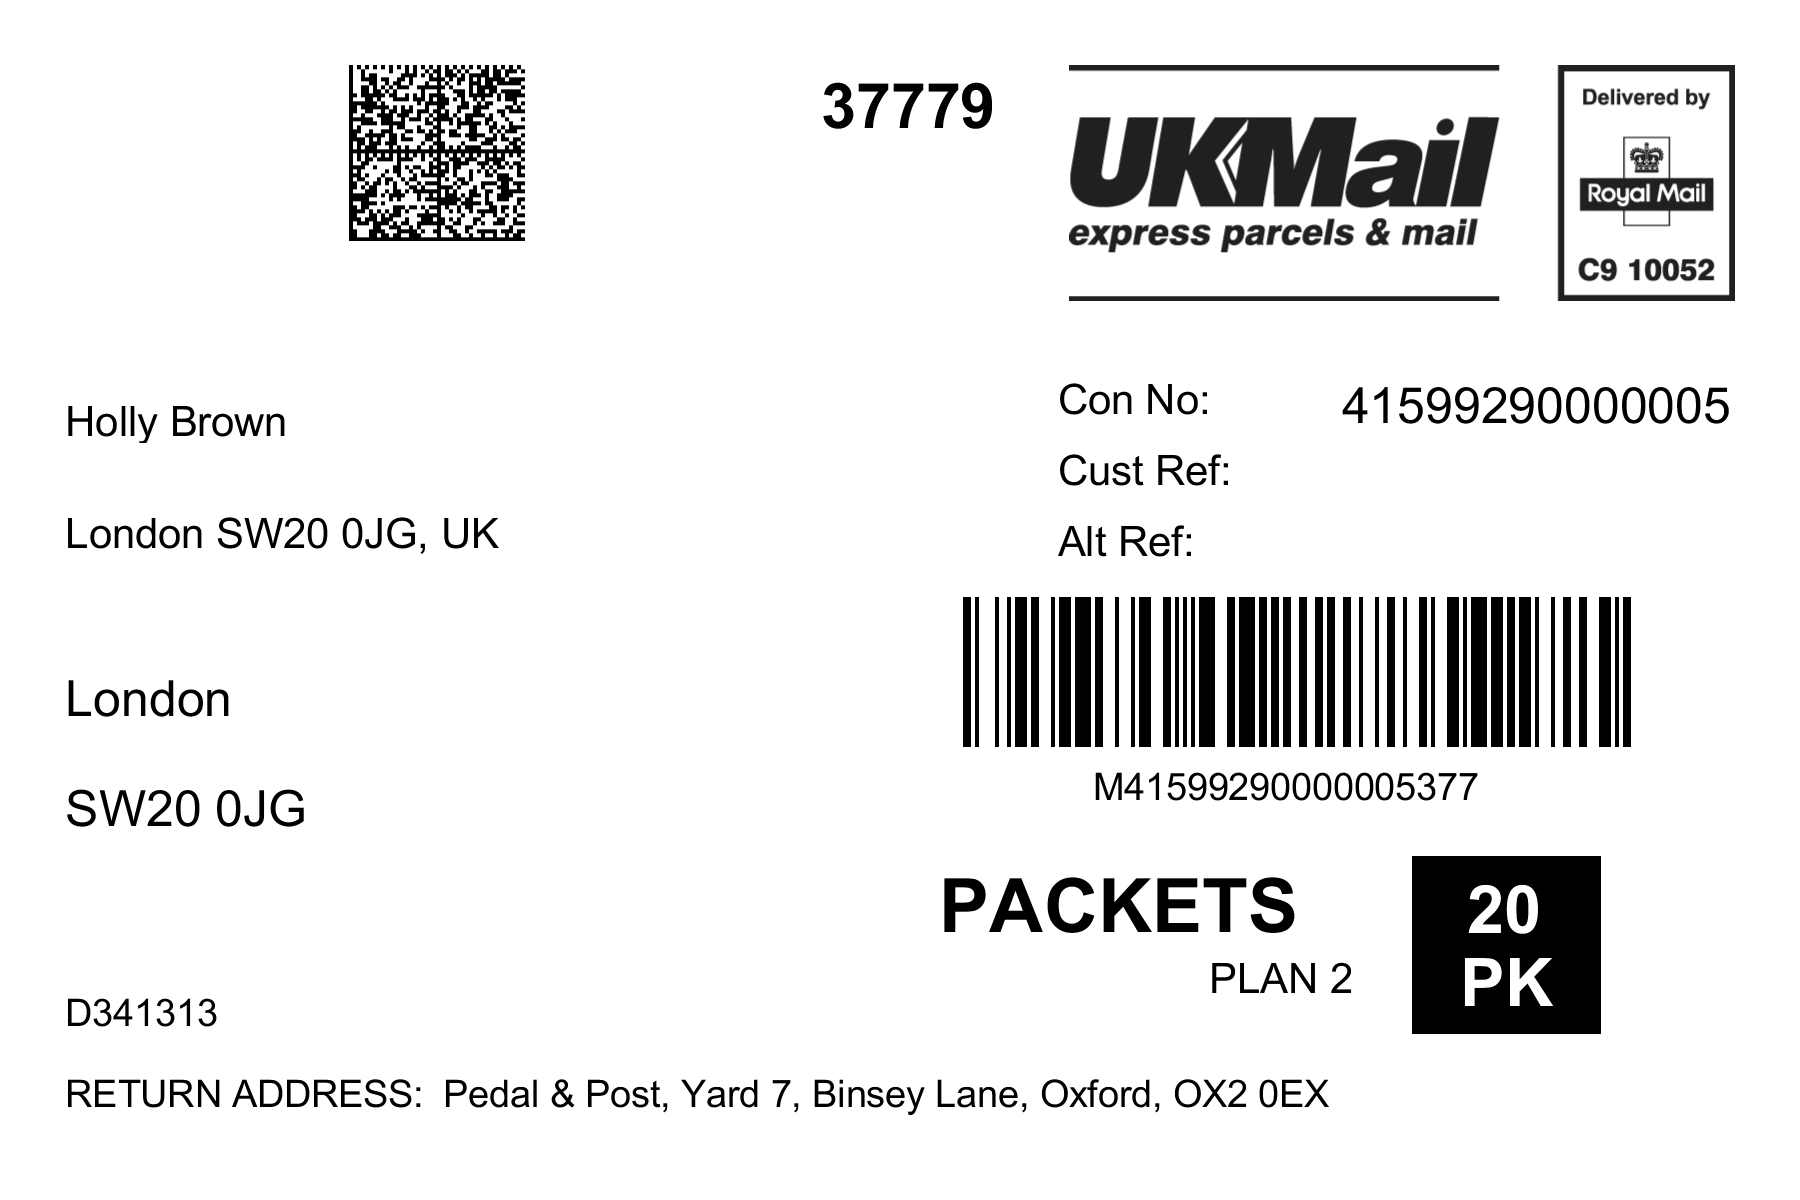 37779
UKMail
express parcels & mail
Delivered by
Royal Mail
C9 10052
Holly Brown
London SW20 0JG, UK
London
SW20 0JG
Con No: 41599290000005
Cust Ref:
Alt Ref:
M41599290000005377
PACKETS
PLAN 2
20
PK
D341313
RETURN ADDRESS: Pedal & Post, Yard 7, Binsey Lane, Oxford, OX2 0EX